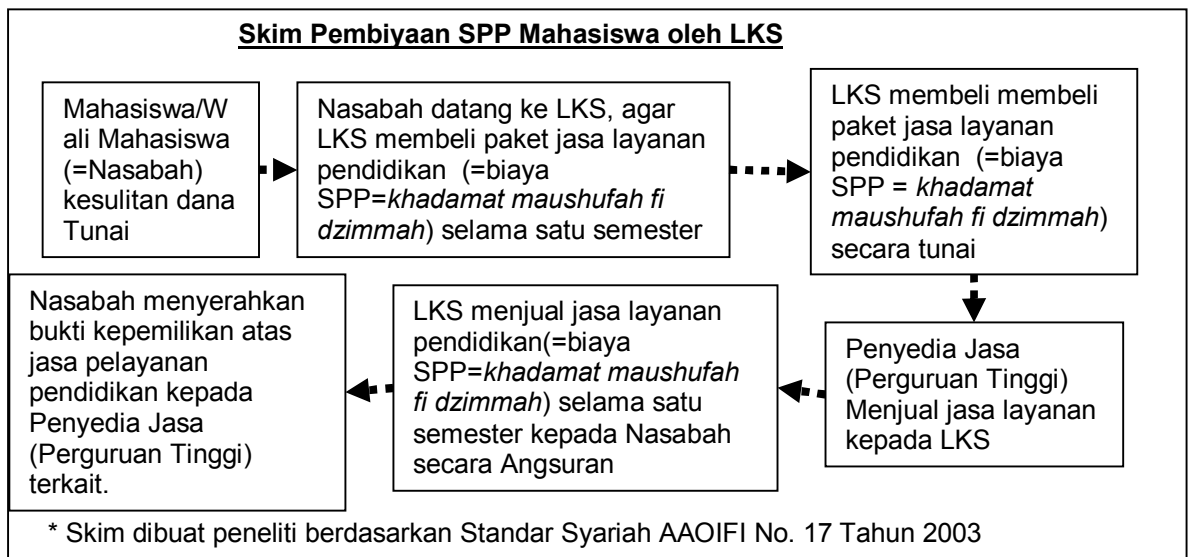 Skim Pembiyaan SPP Mahasiswa oleh LKS
Mahasiswa/W
ali Mahasiswa
(=Nasabah)
kesulitan dana
Tunai
Nasabah datang ke LKS, agar
LKS membeli paket jasa layanan
pendidikan (=biaya
SPP=khadamat maushufah fi
dzimmah) selama satu semester
LKS membeli membeli
paket jasa layanan
pendidikan (=biaya
SPP = khadamat
maushufah fi dzimmah)
secara tunai
Penyedia Jasa
(Perguruan Tinggi)
Menjual jasa layanan
kepada LKS
LKS menjual jasa layanan
pendidikan(=biaya
SPP=khadamat maushufah
fi dzimmah) selama satu
semester kepada Nasabah
secara Angsuran
Nasabah menyerahkan
bukti kepemilikan atas
jasa pelayanan
pendidikan kepada
Penyedia Jasa
(Perguruan Tinggi)
terkait.
* Skim dibuat peneliti berdasarkan Standar Syariah AAOIFI No. 17 Tahun 2003